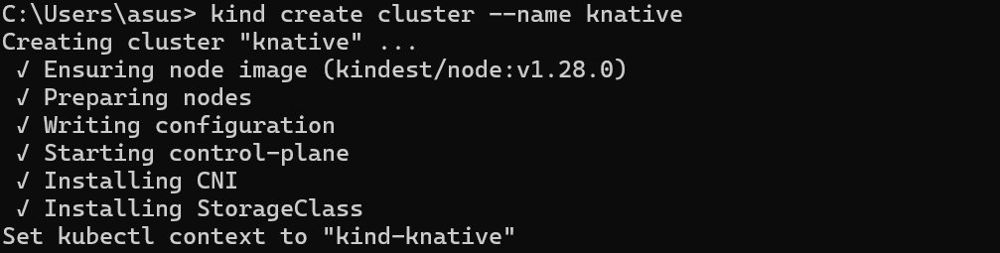 C:\Users\asus> kind create cluster --name knative
Creating cluster "knative" ...
 √ Ensuring node image (kindest/node:v1.28.0)
 √ Preparing nodes
 √ Writing configuration
 √ Starting control-plane
 √ Installing CNI
 √ Installing StorageClass
Set kubectl context to "kind-knative"